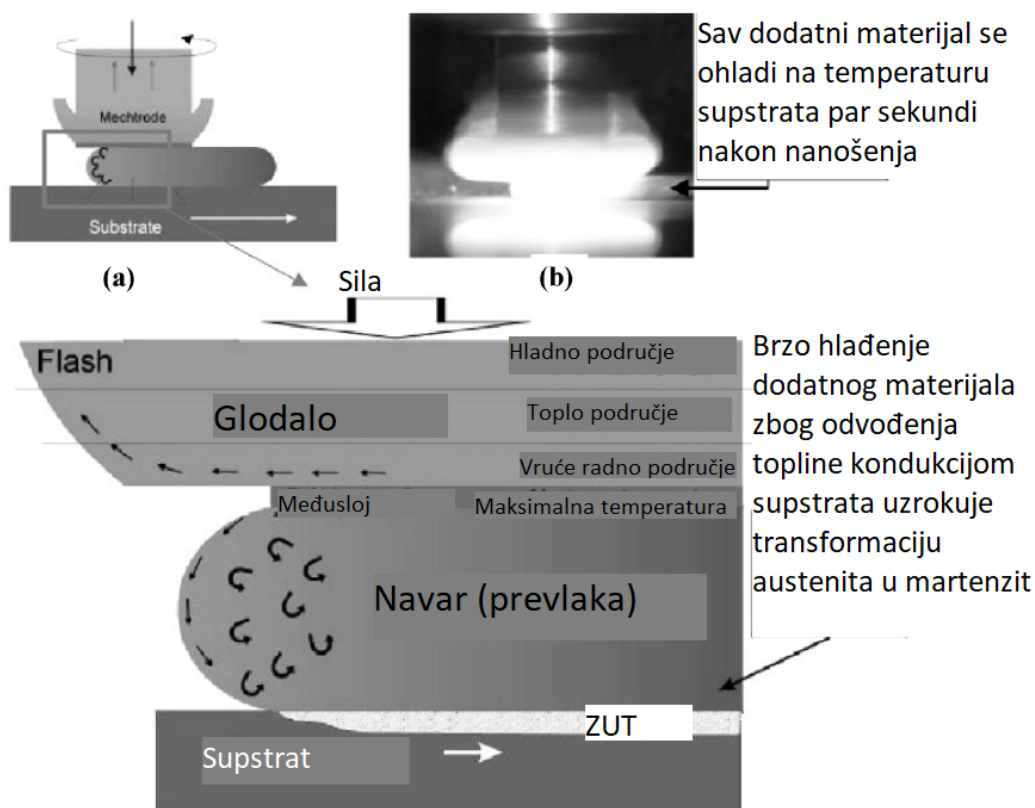 Mechtrode
Substrate
(a)
(b)
Sav dodatni materijal se
ohladi na temperaturu
supstrata par sekundi
nakon nanošenja
Sila
Flash
Hladno područje
Glodalo
Toplo područje
Vruće radno područje
Međusloj
Maksimalna temperatura
Navar (prevlaka)
ZUT
Supstrat
Brzo hlađenje
dodatnog materijala
zbog odvođenja
topline kondukcijom
supstrata uzrokuje
transformaciju
austenita u martenzit